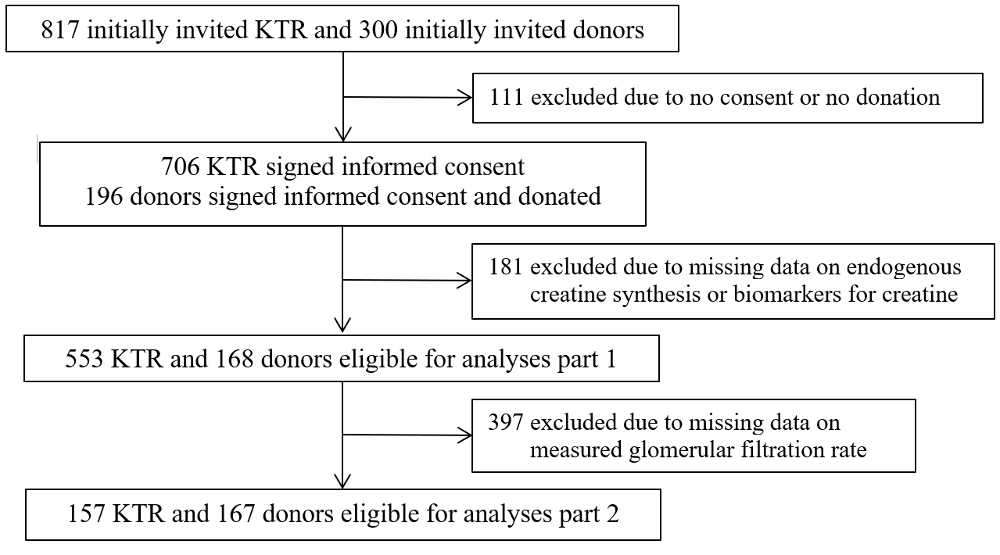 817 initially invited KTR and 300 initially invited donors
111 excluded due to no consent or no donation
706 KTR signed informed consent
196 donors signed informed consent and donated
181 excluded due to missing data on endogenous
creatine synthesis or biomarkers for creatine
553 KTR and 168 donors eligible for analyses part 1
397 excluded due to missing data on
measured glomerular filtration rate
157 KTR and 167 donors eligible for analyses part 2